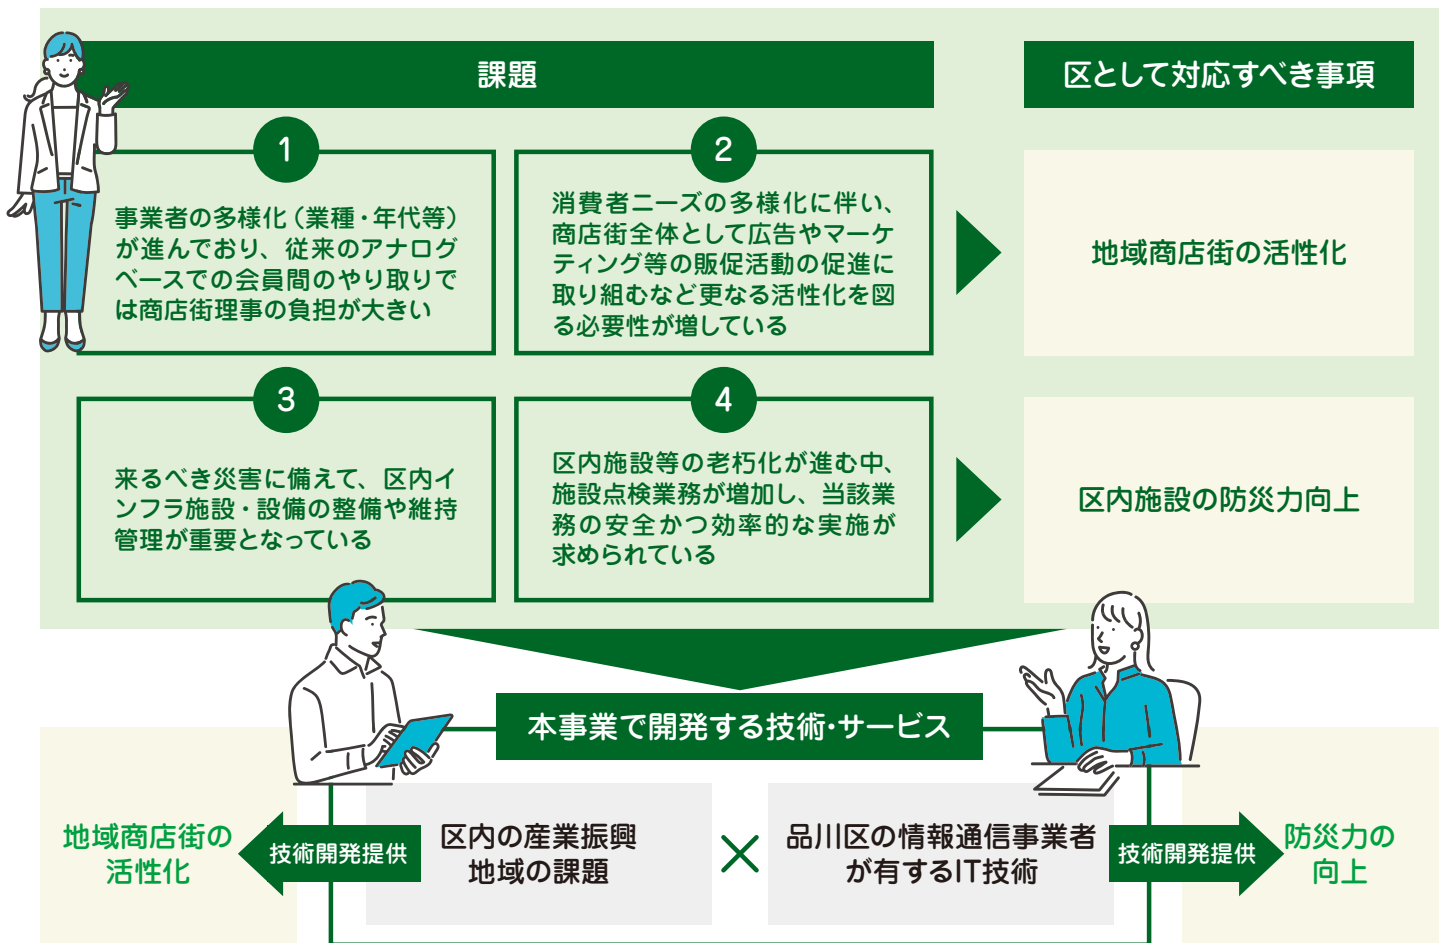 課題
区として対応すべき事項
1
事業者の多様化（業種・年代等）
が進んでおり、従来のアナログ
ベースでの会員間のやり取りで
は商店街理事の負担が大きい
2
消費者ニーズの多様化に伴い、
商店街全体として広告やマーケ
ティング等の販促活動の促進に
取り組むなど更なる活性化を図
る必要性が増している
地域商店街の活性化
3
来るべき災害に備えて、区内イ
ンフラ施設・設備の整備や維持
管理が重要となっている
4
区内施設等の老朽化が進む中、
施設点検業務が増加し、当該業
務の安全かつ効率的な実施が
求められている
区内施設の防災力向上
本事業で開発する技術・サービス
地域商店街の
活性化
技術開発提供
区内の産業振興
地域の課題
×
品川区の情報通信事業者
が有するIT技術
技術開発提供
防災力の
向上